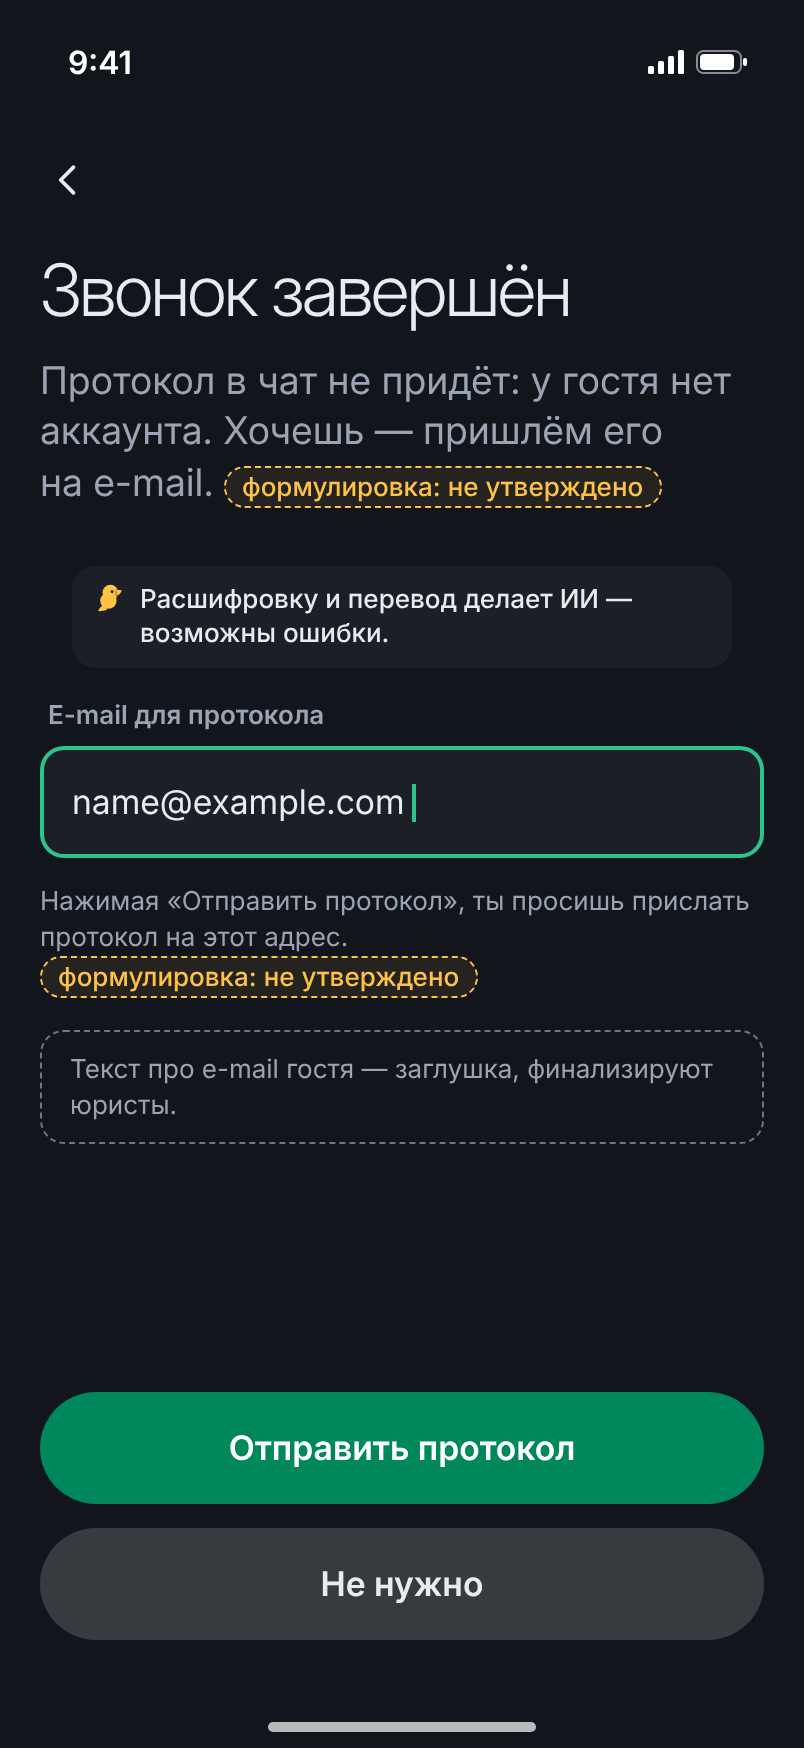 9:41
Звонок завершён
Протокол в чат не придёт: у гостя нет
аккаунта. Хочешь — пришлём его
на e-mail. формулировка: не утверждено
Расшифровку и перевод делает ИИ —
возможны ошибки.
E-mail для протокола
name@example.com
Нажимая «Отправить протокол», ты просишь прислать
протокол на этот адрес.
формулировка: не утверждено
Текст про e-mail гостя — заглушка, финализируют
юристы.
Отправить протокол
Не нужно